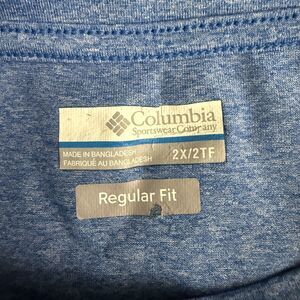 Columbia
Sportswear Company
MADE IN BANGLADESH
FABRIQUÉ AU BANGLADESH
2X/2TF
Regular Fit